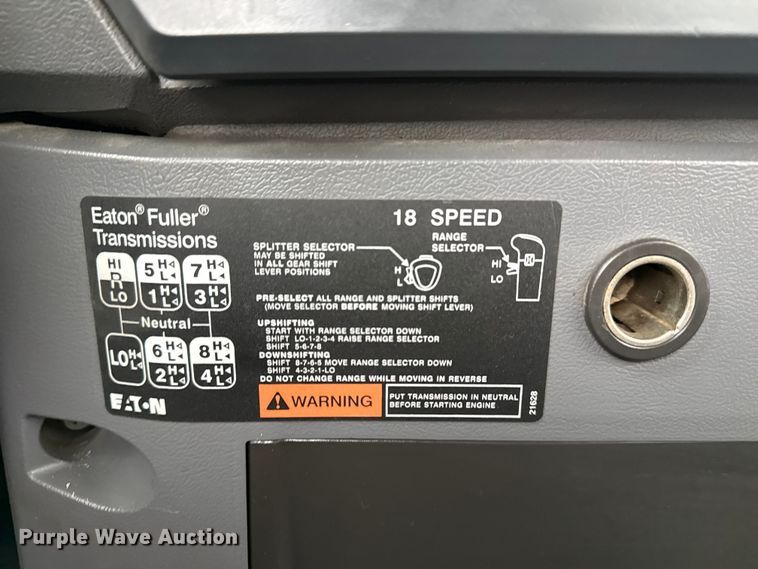 Eaton® Fuller®
Transmissions
18 SPEED
SPLITTER SELECTOR
MAY BE SHIFTED
IN ALL GEAR SHIFT
LEVER POSITIONS
H
L
RANGE
SELECTOR
HI
LO
HI R LO
5 H L
7 H L
1 H L
3 H L
Neutral
LO H L
6 H L
8 H L
2 H L
4 H L
PRE-SELECT ALL RANGE AND SPLITTER SHIFTS
(MOVE SELECTOR BEFORE MOVING SHIFT LEVER)
UPSHIFTING
START WITH RANGE SELECTOR DOWN
SHIFT LO-1-2-3-4 RAISE RANGE SELECTOR
SHIFT 5-6-7-8
DOWNSHIFTING
SHIFT 8-7-6-5 MOVE RANGE SELECTOR DOWN
SHIFT 4-3-2-1-LO
DO NOT CHANGE RANGE WHILE MOVING IN REVERSE
EATON
WARNING
PUT TRANSMISSION IN NEUTRAL
BEFORE STARTING ENGINE
21628
Purple Wave Auction